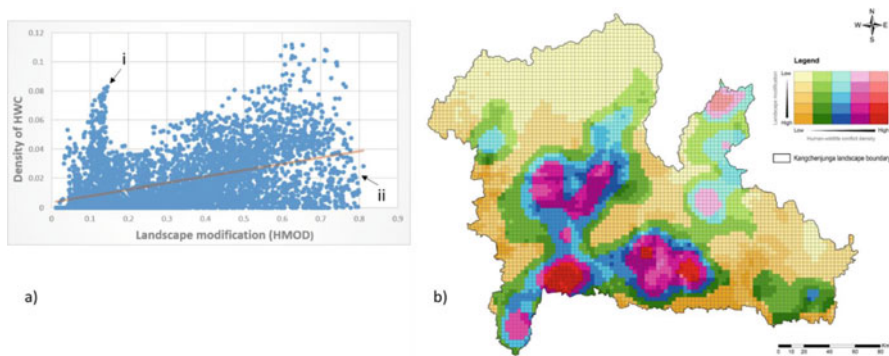 0.12
0.1
0.08
0.06
0.04
0.02
0
Density of HWC
i
ii
0
0.1
0.2
0.3
0.4
0.5
0.6
0.7
0.8
0.9
Landscape modification (HMOD)
a)
N
W E
S
Legend
Low
High
Landscape modification
Low High
Human-wildlife conflict density
Kangchenjunga landscape boundary
b)
0 10 20 40 60